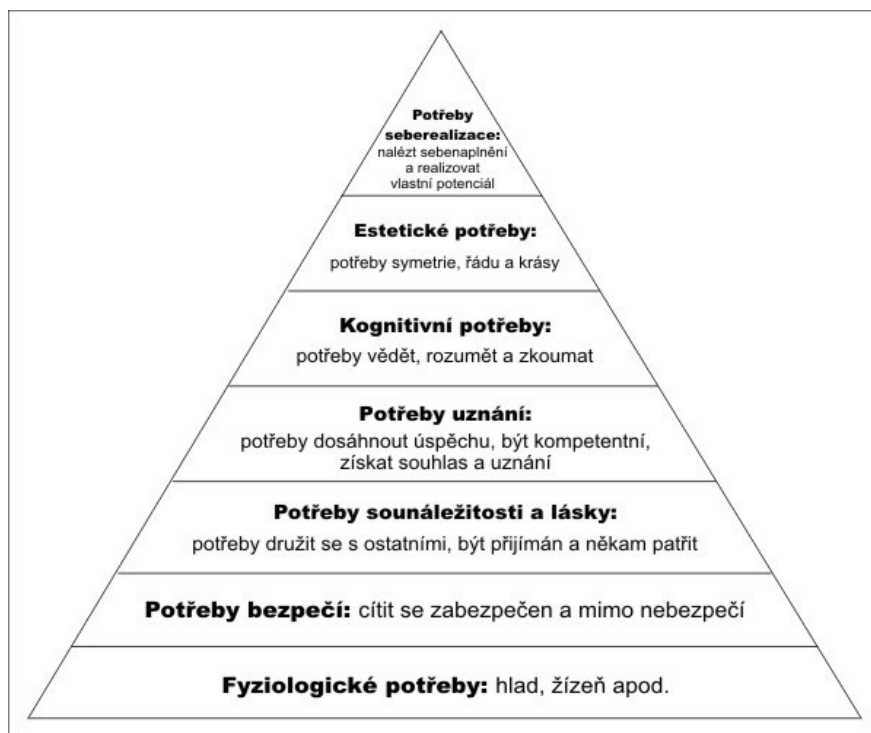 Potřeby
seberealizace:
nalézt sebenaplnění
a realizovat
vlastní potenciál
Estetické potřeby:
potřeby symetrie, řádu a krásy
Kognitivní potřeby:
potřeby vědět, rozumět a zkoumat
Potřeby uznání:
potřeby dosáhnout úspěchu, být kompetentní,
získat souhlas a uznání
Potřeby sounáležitosti a lásky:
potřeby družit se s ostatními, být přijímán a někam patřit
Potřeby bezpečí: cítit se zabezpečen a mimo nebezpečí
Fyziologické potřeby: hlad, žízeň apod.